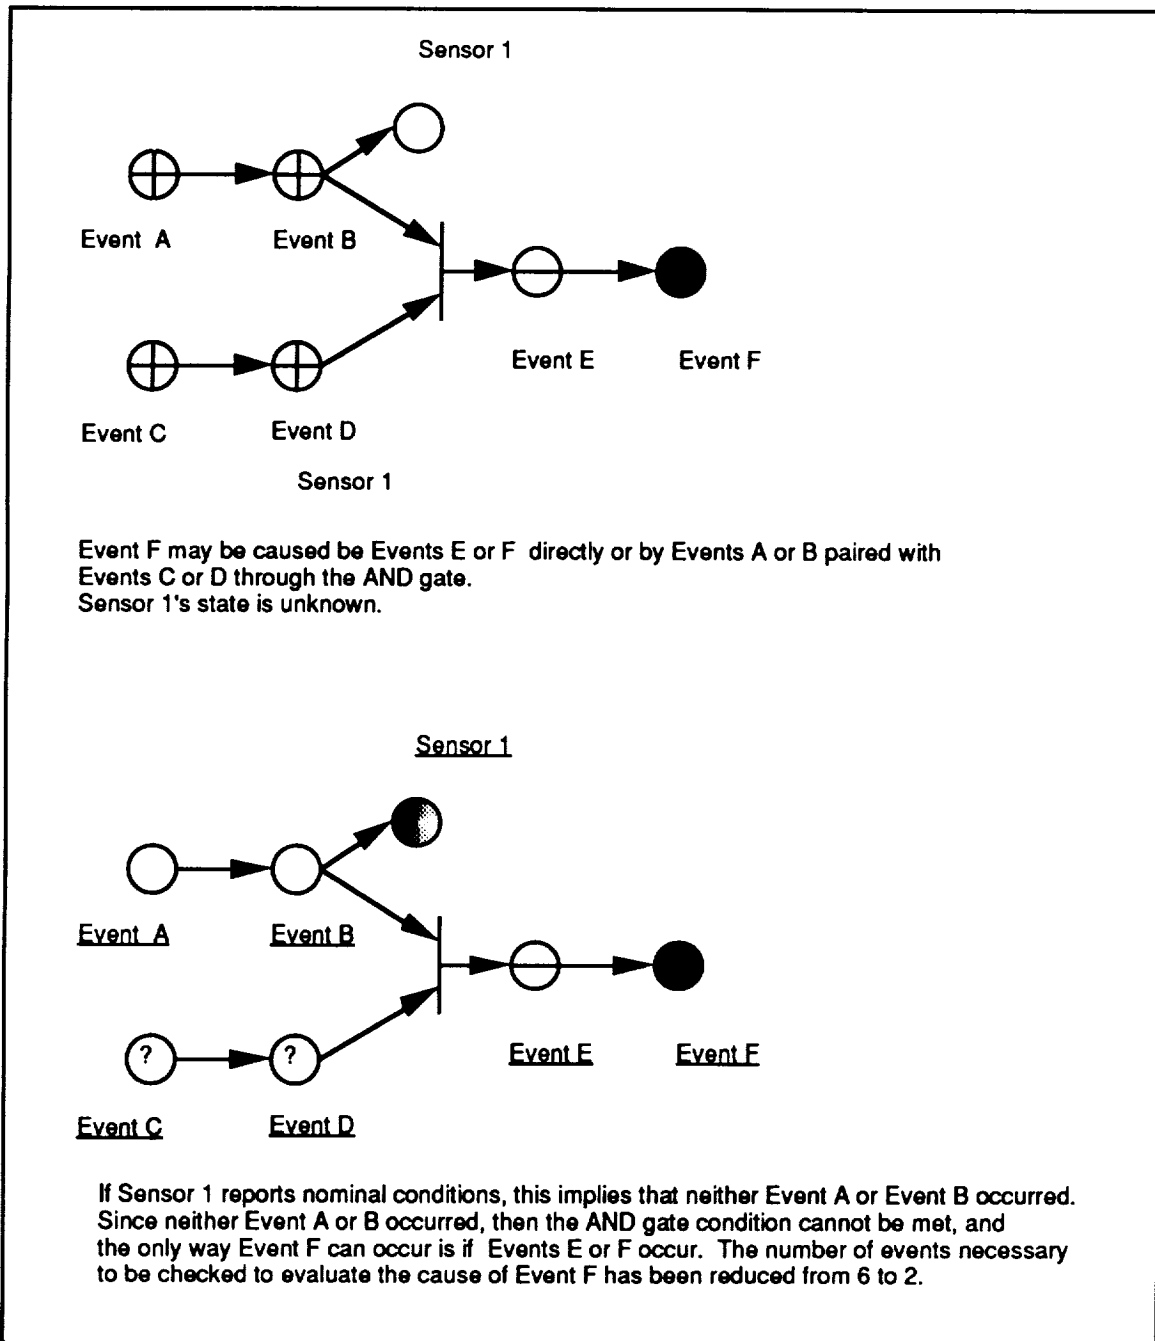 Sensor 1
Event A
Event B
Event E
Event F
Event C
Event D
Sensor 1
Event F may be caused be Events E or F directly or by Events A or B paired with
Events C or D through the AND gate.
Sensor 1's state is unknown.
Sensor 1
Event A
Event B
?
?
Event E
Event F
Event C
Event D
If Sensor 1 reports nominal conditions, this implies that neither Event A or Event B occurred.
Since neither Event A or B occurred, then the AND gate condition cannot be met, and
the only way Event F can occur is if Events E or F occur. The number of events necessary
to be checked to evaluate the cause of Event F has been reduced from 6 to 2.